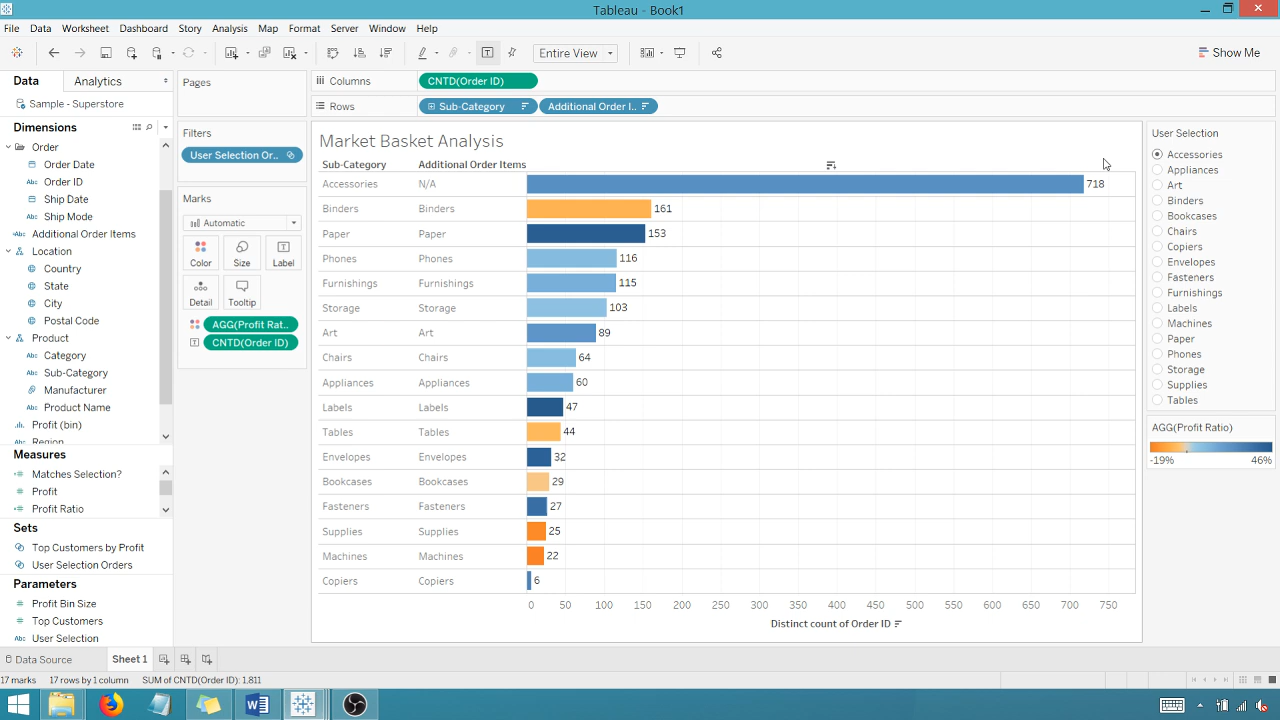 Tableau - Book1
File Data Worksheet Dashboard Story Analysis Map Format Server Window Help
Entire View
Show Me
Data Analytics
Sample - Superstore
Dimensions
Order
Order Date
Order ID
Ship Date
Ship Mode
Additional Order Items
Location
Country
State
City
Postal Code
Product
Category
Sub-Category
Manufacturer
Product Name
Profit (bin)
Region
Measures
Matches Selection?
Profit
Profit Ratio
Sets
Top Customers by Profit
User Selection Orders
Parameters
Profit Bin Size
Top Customers
User Selection
Pages
Filters
User Selection Or..
Marks
Automatic
Color Size Label
Detail Tooltip
AGG(Profit Rat..
CNTD(Order ID)
Columns CNTD(Order ID)
Rows Sub-Category Additional Order I..
Market Basket Analysis
Sub-Category Additional Order Items
Accessories N/A 718
Binders Binders 161
Paper Paper 153
Phones Phones 116
Furnishings Furnishings 115
Storage Storage 103
Art Art 89
Chairs Chairs 64
Appliances Appliances 60
Labels Labels 47
Tables Tables 44
Envelopes Envelopes 32
Bookcases Bookcases 29
Fasteners Fasteners 27
Supplies Supplies 25
Machines Machines 22
Copiers Copiers 6
0 50 100 150 200 250 300 350 400 450 500 550 600 650 700 750
Distinct count of Order ID
User Selection
Accessories
Appliances
Art
Binders
Bookcases
Chairs
Copiers
Envelopes
Fasteners
Furnishings
Labels
Machines
Paper
Phones
Storage
Supplies
Tables
AGG(Profit Ratio)
-19% 46%
Data Source Sheet 1
17 marks 17 rows by 1 column SUM of CNTD(Order ID): 1.811